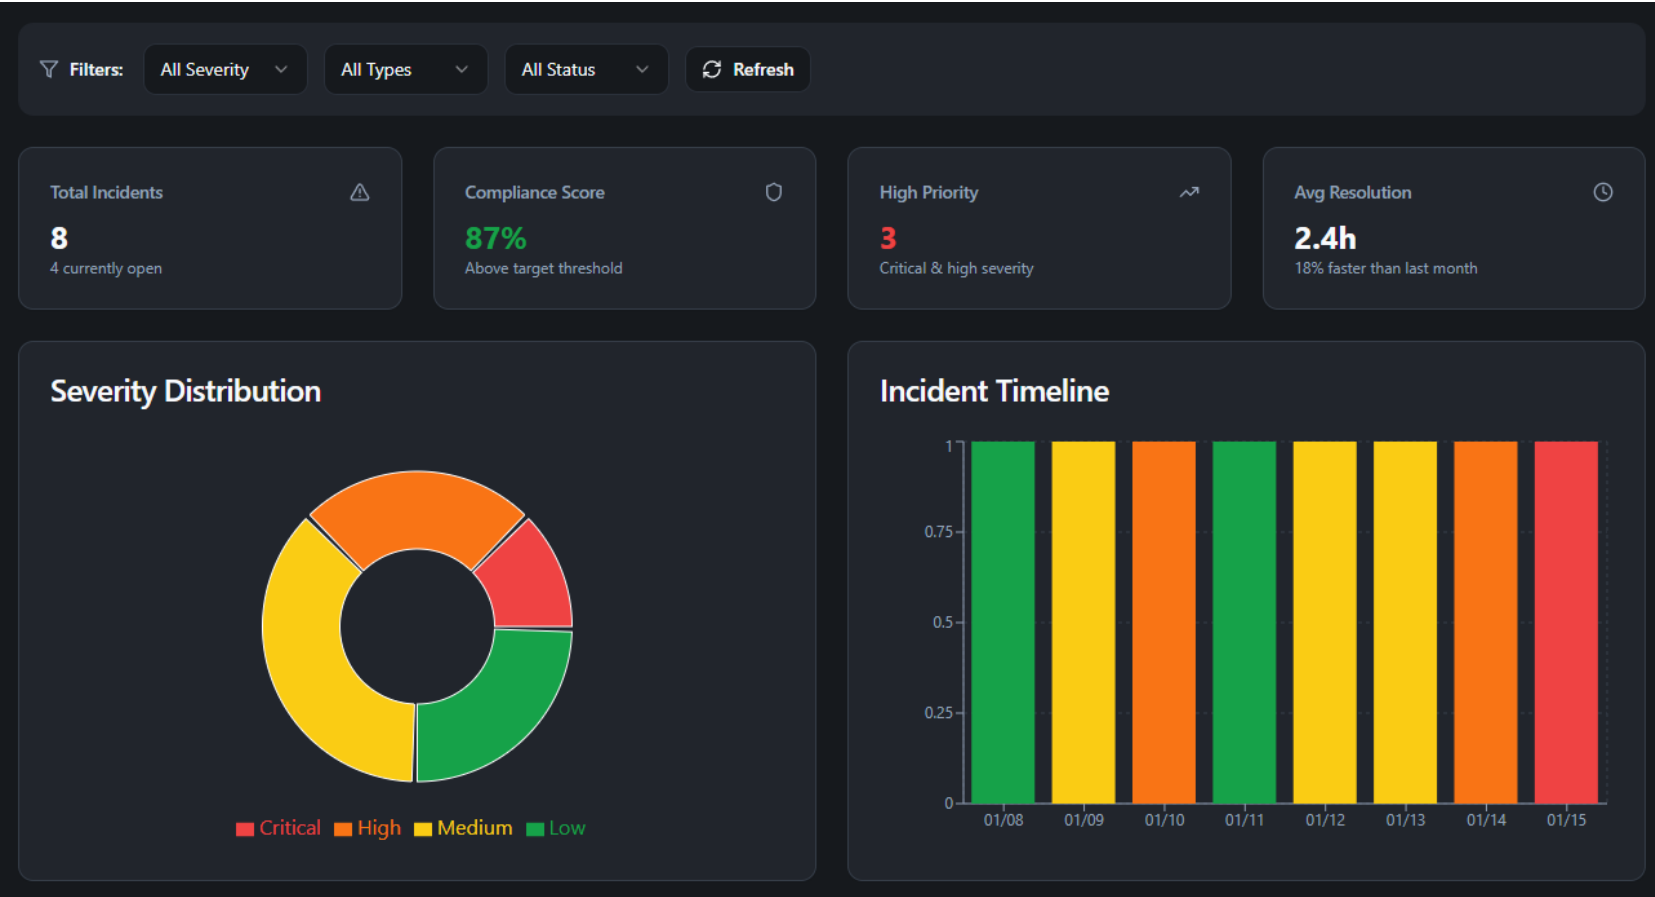 Filters: All Severity All Types All Status Refresh
Total Incidents
8
4 currently open
Compliance Score
87%
Above target threshold
High Priority
3
Critical & high severity
Avg Resolution
2.4h
18% faster than last month
Severity Distribution
Critical High Medium Low
Incident Timeline
1
0.75
0.5
0.25
0
01/08 01/09 01/10 01/11 01/12 01/13 01/14 01/15